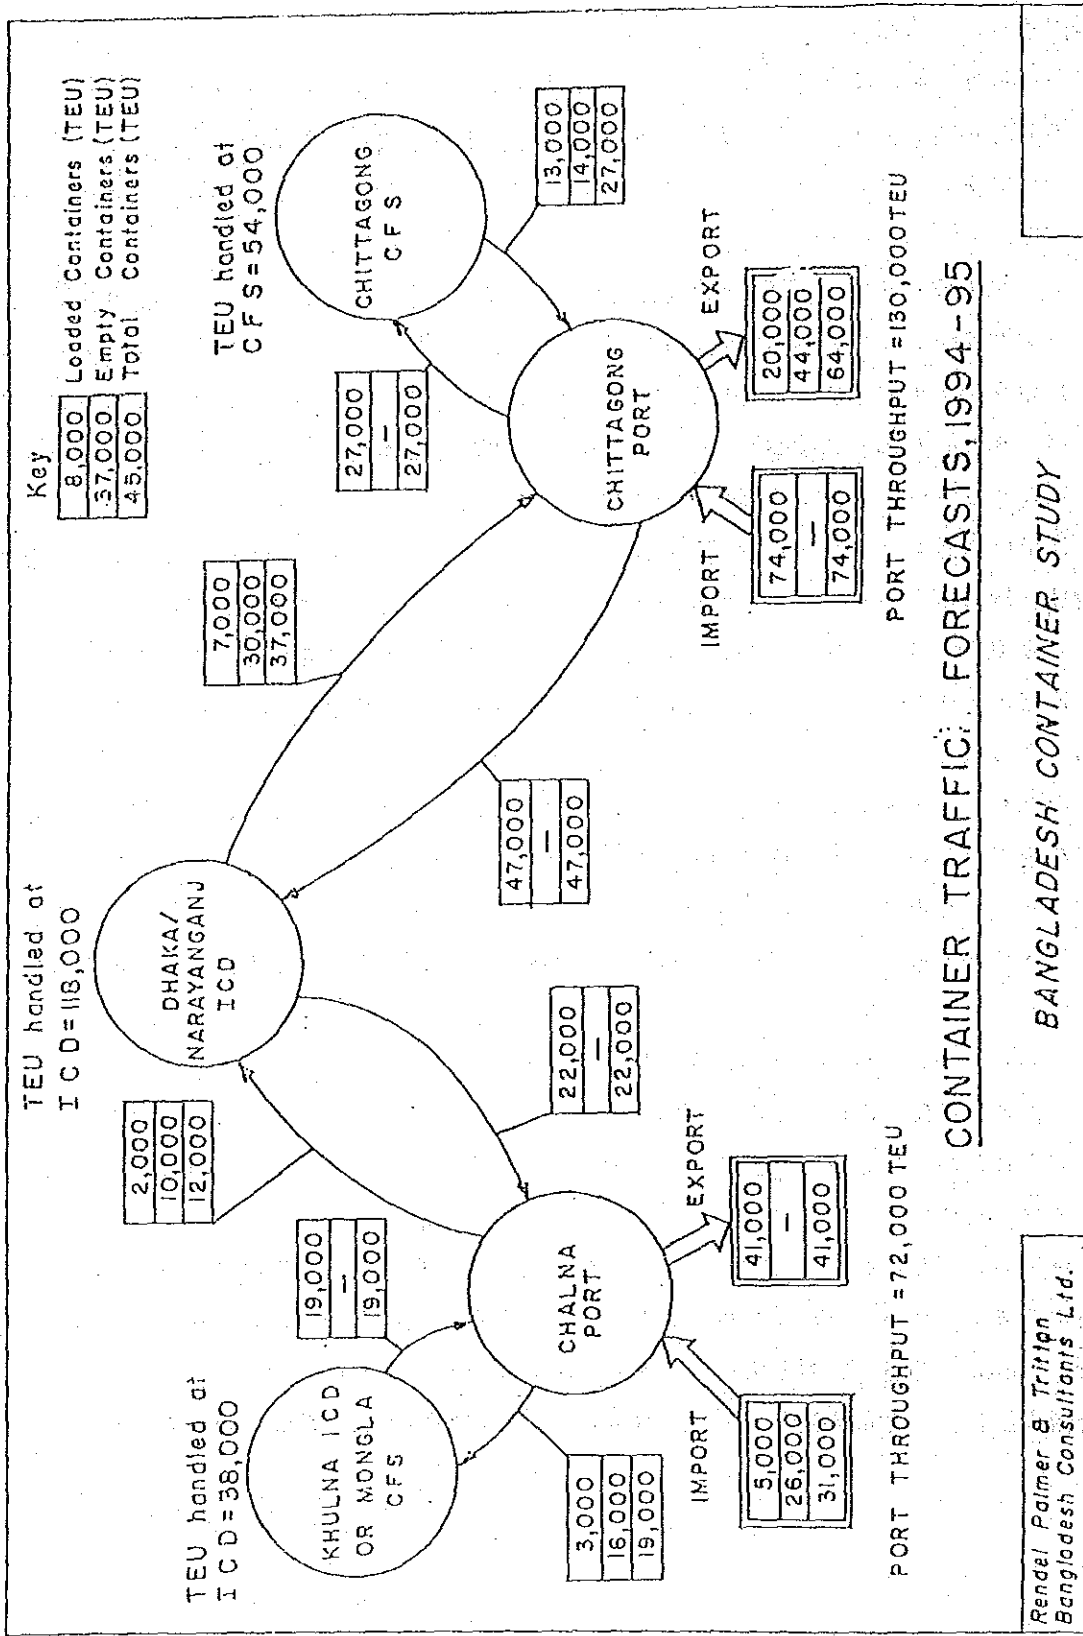 Key
8,000 Loaded Containers (TEU)
37,000 Empty Containers (TEU)
45,000 Total Containers (TEU)
TEU handled at
I C D = 118,000
DHAKA/
NARAYANGANJ
I C D
TEU handled at
C F S = 54,000
CHITTAGONG
C F S
13,000
14,000
27,000
27,000
–
27,000
7,000
30,000
37,000
47,000
–
47,000
CHITTAGONG
PORT
IMPORT
74,000
–
74,000
EXPORT
20,000
44,000
64,000
PORT THROUGHPUT = 130,000 TEU
TEU handled at
I C D = 38,000
KHULNA I C D
OR MONGLA
CFS
19,000
–
19,000
2,000
10,000
12,000
22,000
–
22,000
3,000
16,000
19,000
CHALNA
PORT
IMPORT
5,000
26,000
31,000
EXPORT
41,000
–
41,000
PORT THROUGHPUT = 72,000 TEU
CONTAINER TRAFFIC: FORECASTS, 1994-95
Rendel Palmer & Tritton
Bangladesh Consultants Ltd.
BANGLADESH CONTAINER STUDY